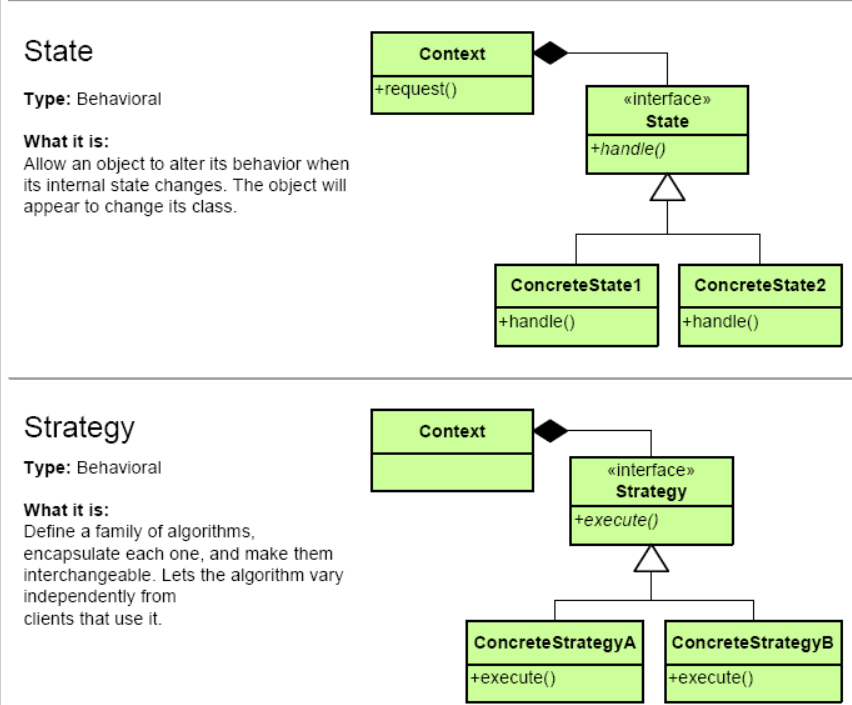 State
Type: Behavioral
What it is:
Allow an object to alter its behavior when
its internal state changes. The object will
appear to change its class.
Context
+request()
«interface»
State
+handle()
ConcreteState1
+handle()
ConcreteState2
+handle()
Strategy
Type: Behavioral
What it is:
Define a family of algorithms,
encapsulate each one, and make them
interchangeable. Lets the algorithm vary
independently from
clients that use it.
Context
«interface»
Strategy
+execute()
ConcreteStrategyA
+execute()
ConcreteStrategyB
+execute()